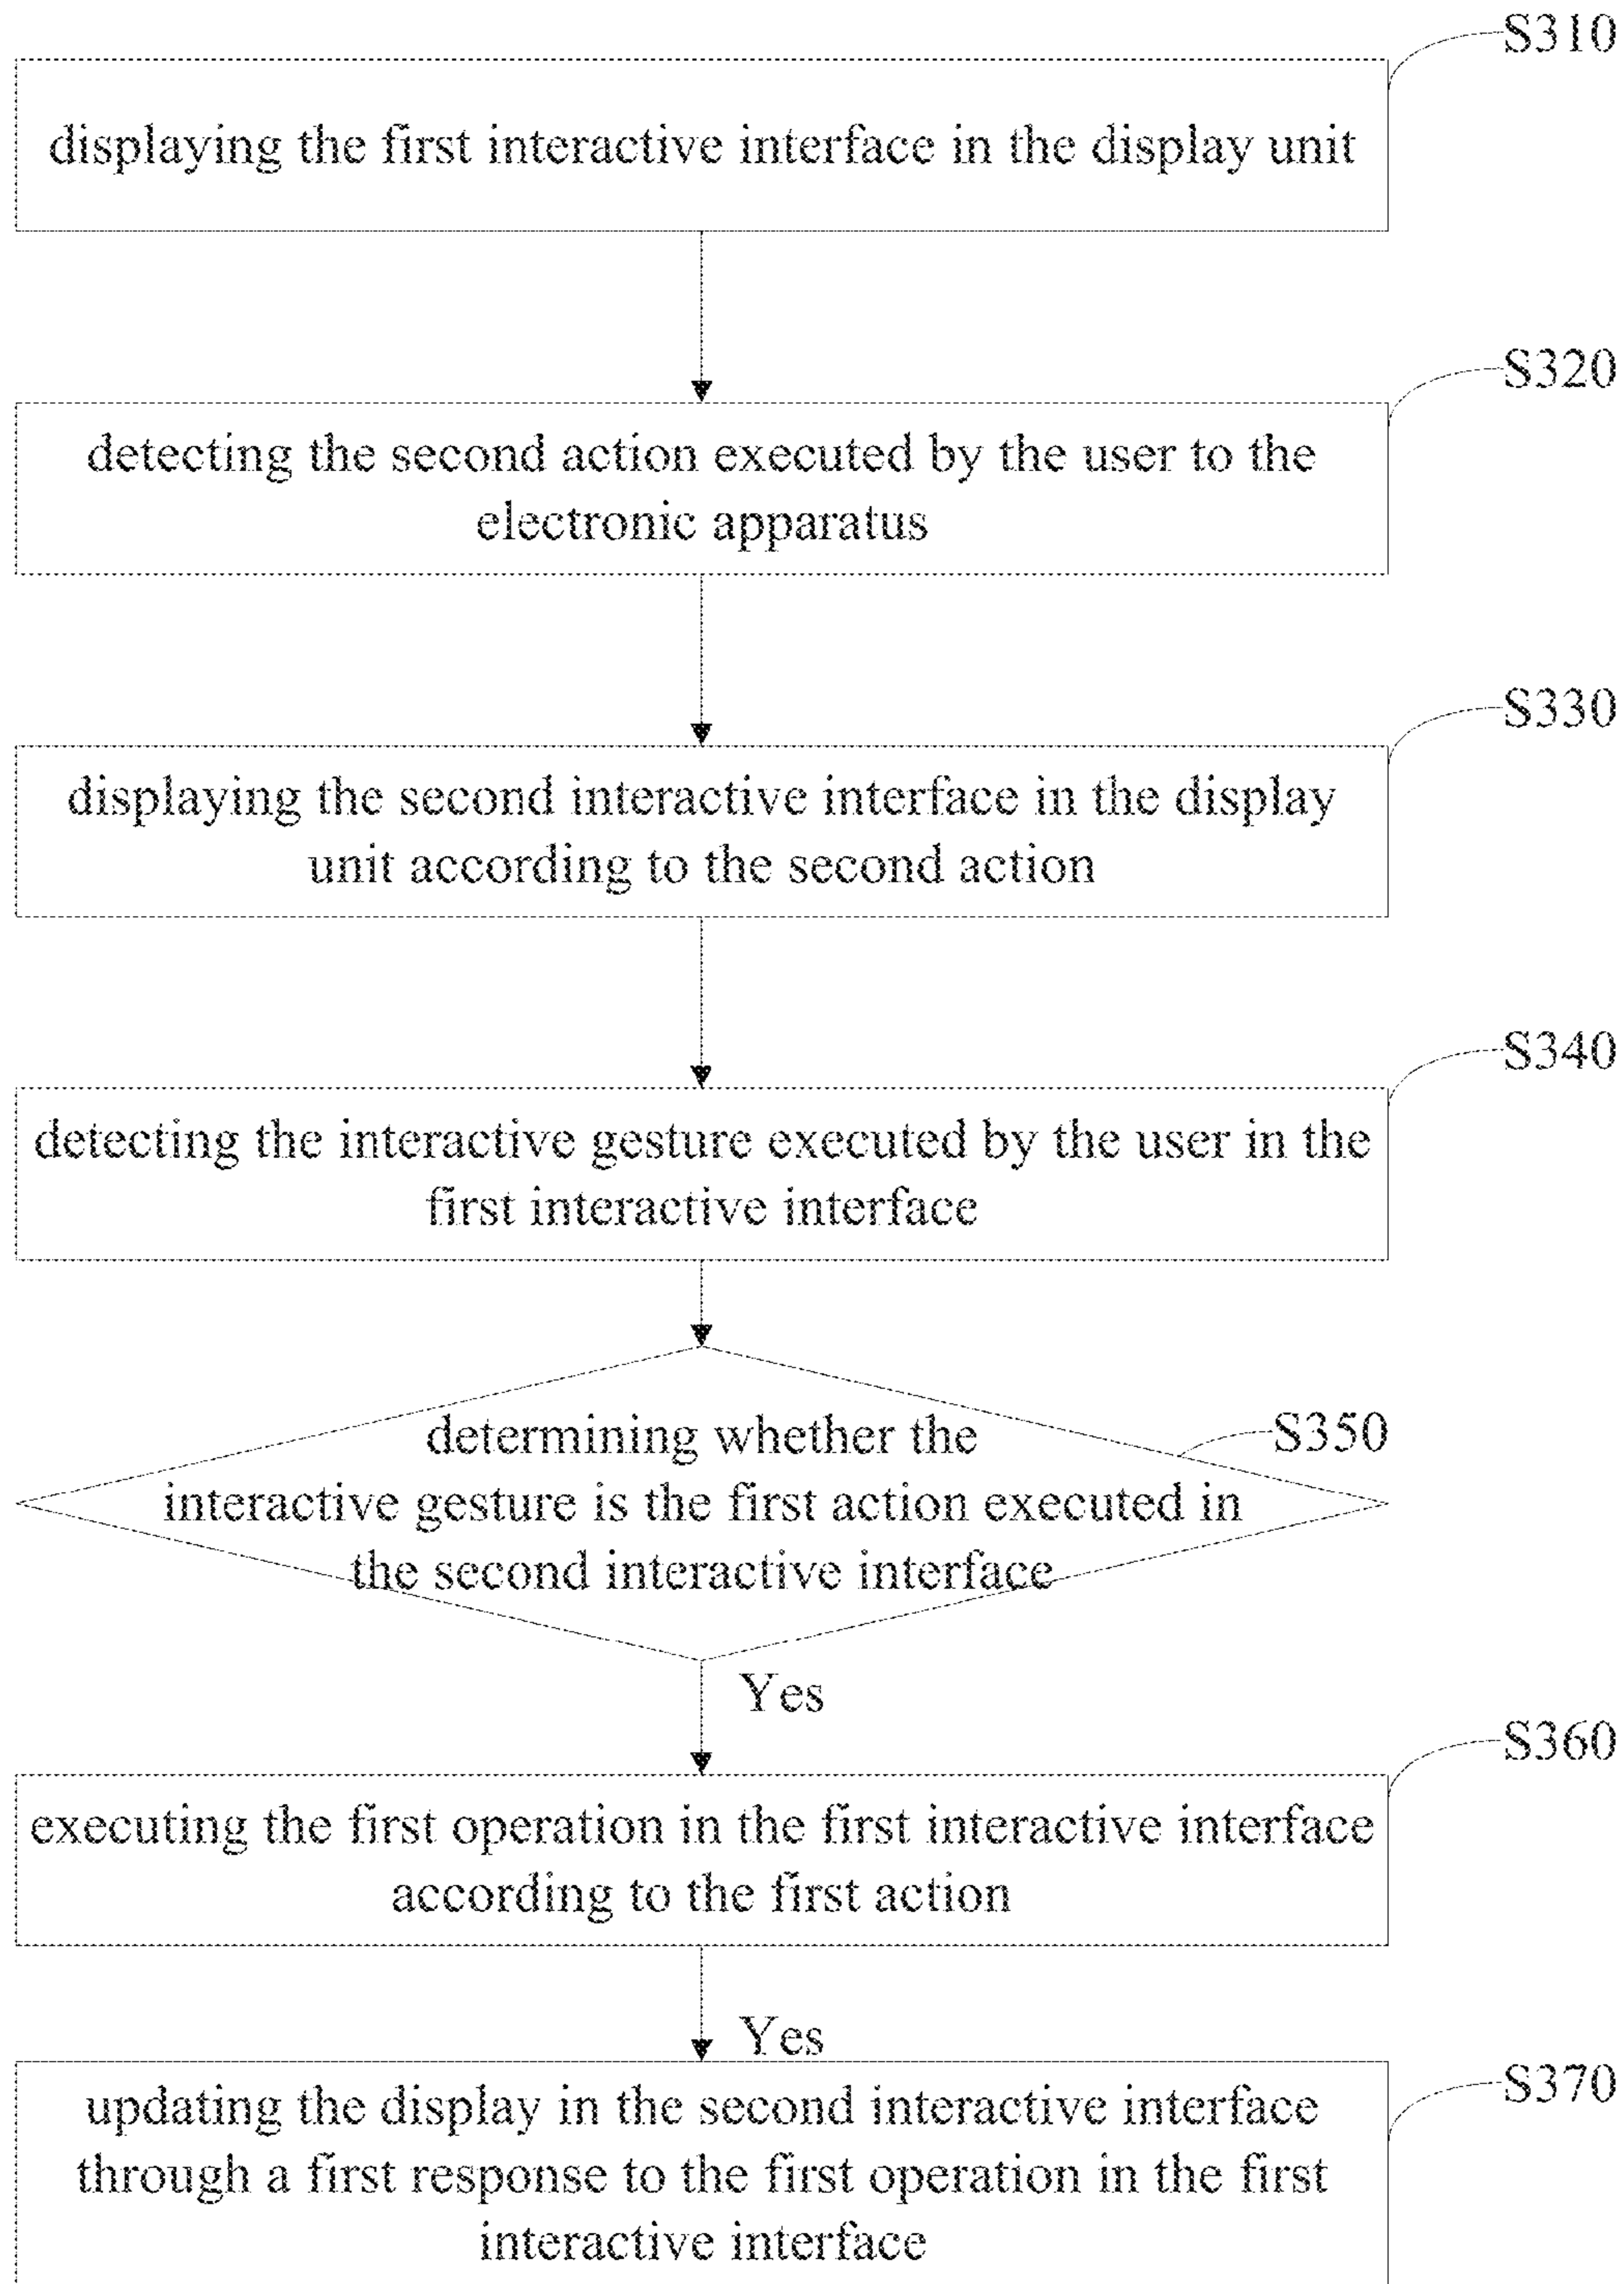 S310
displaying the first interactive interface in the display unit
S320
detecting the second action executed by the user to the
electronic apparatus
S330
displaying the second interactive interface in the display
unit according to the second action
S340
detecting the interactive gesture executed by the user in the
first interactive interface
S350
determining whether the
interactive gesture is the first action executed in
the second interactive interface
Yes
S360
executing the first operation in the first interactive interface
according to the first action
Yes
S370
updating the display in the second interactive interface
through a first response to the first operation in the first
interactive interface